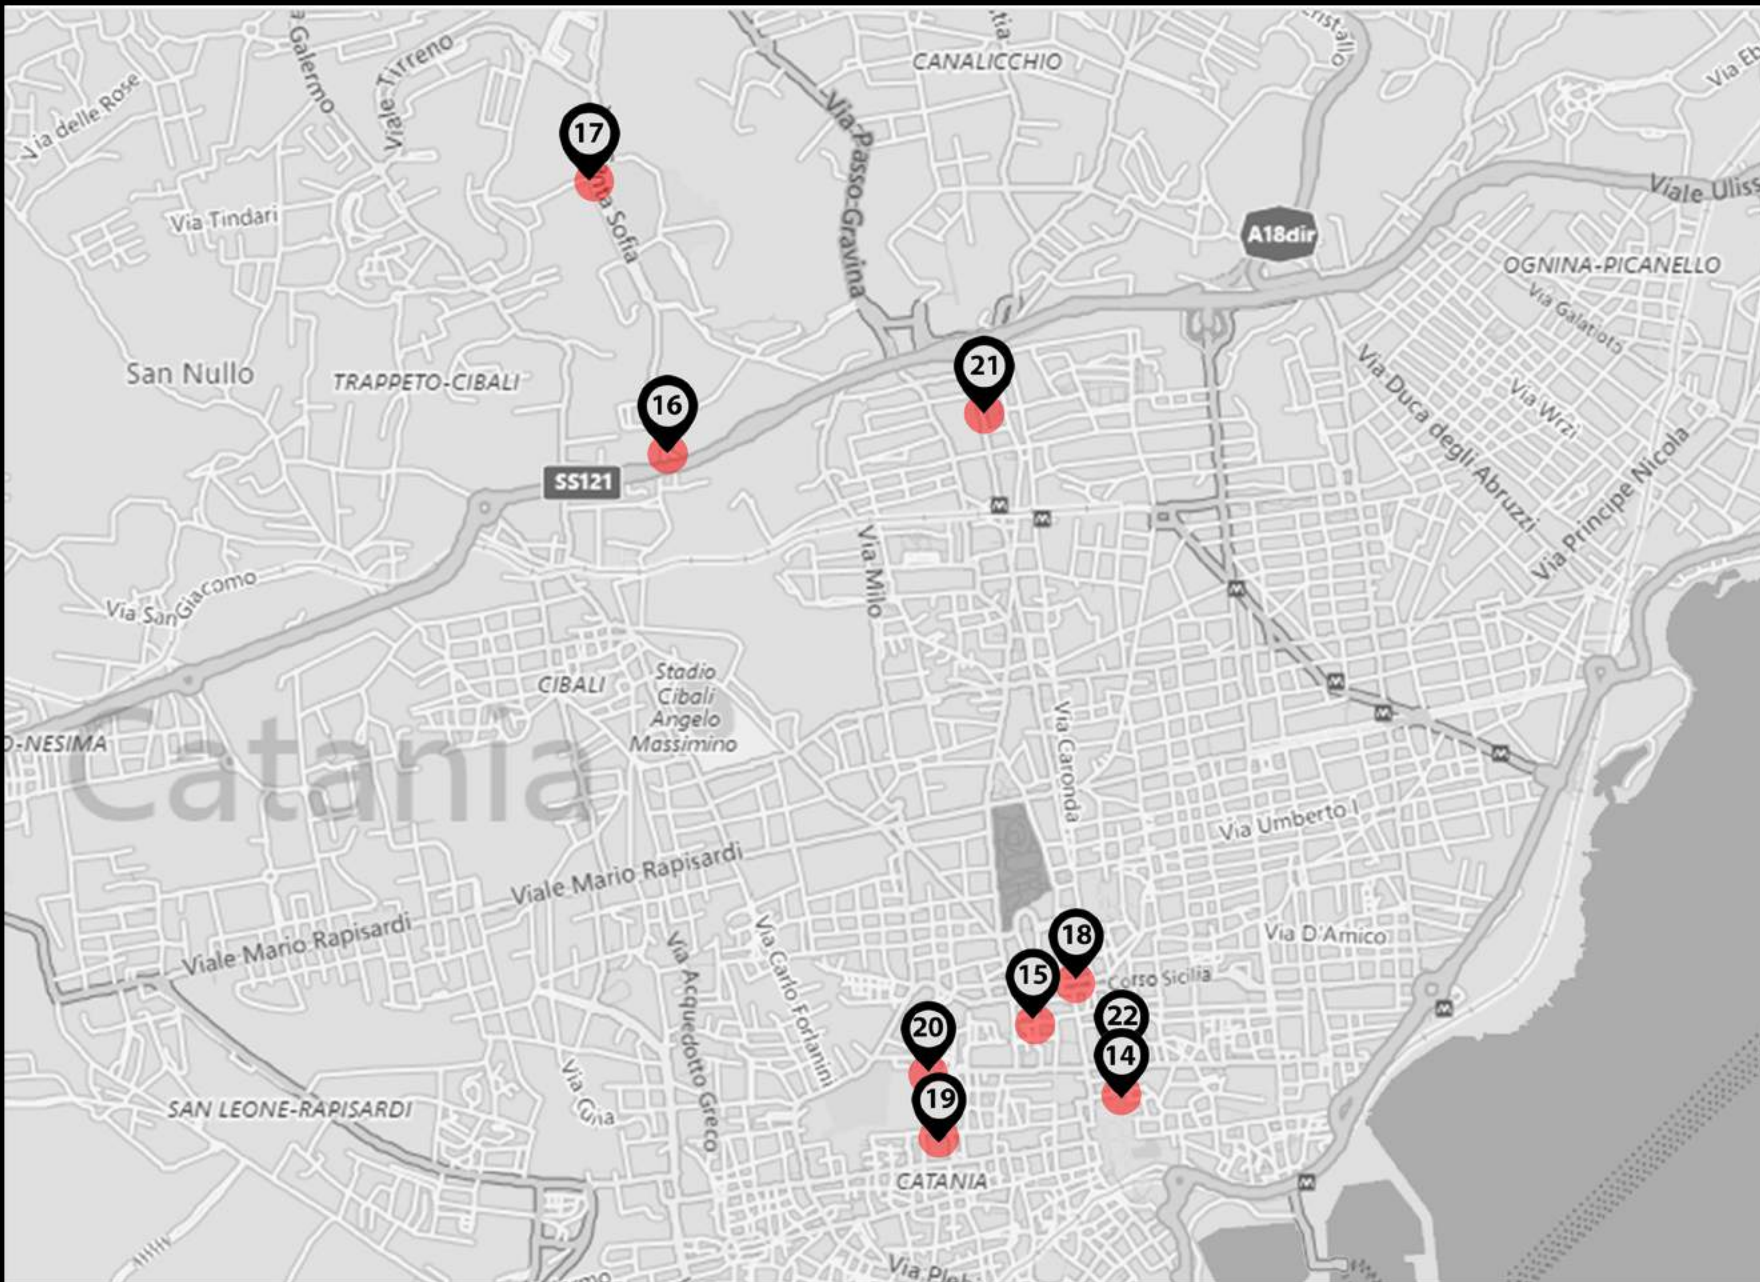 Galermo
Viale Tirreno
Via delle Rose
CANALICCHIO
Via Passo Gravina
17
Via Tindari
Sofia
A18dir
Viale Uliss
OGNINA-PICANELLO
Via Galatioto
San Nullo
TRAPPETO-CIBALI
21
16
Via Duca degli Abruzzi
Via Wrzi
Via Principe Nicola
SS121
M
M
Via Milo
Via San Giacomo
M
CIBALI
Stadio
Cibali
Angelo
Massimino
M
M
M
O-NESIMA
Catania
Via Garonda
Via Umberto I
Viale Mario Rapisardi
Viale Mario Rapisardi
Via Carlo Forlanini
Via Acquedotto Greco
18
Via D'Amico
15
Corso Sicilia
22
M
20
14
19
Via Curia
SAN LEONE-RAPISARDI
CATANIA
M